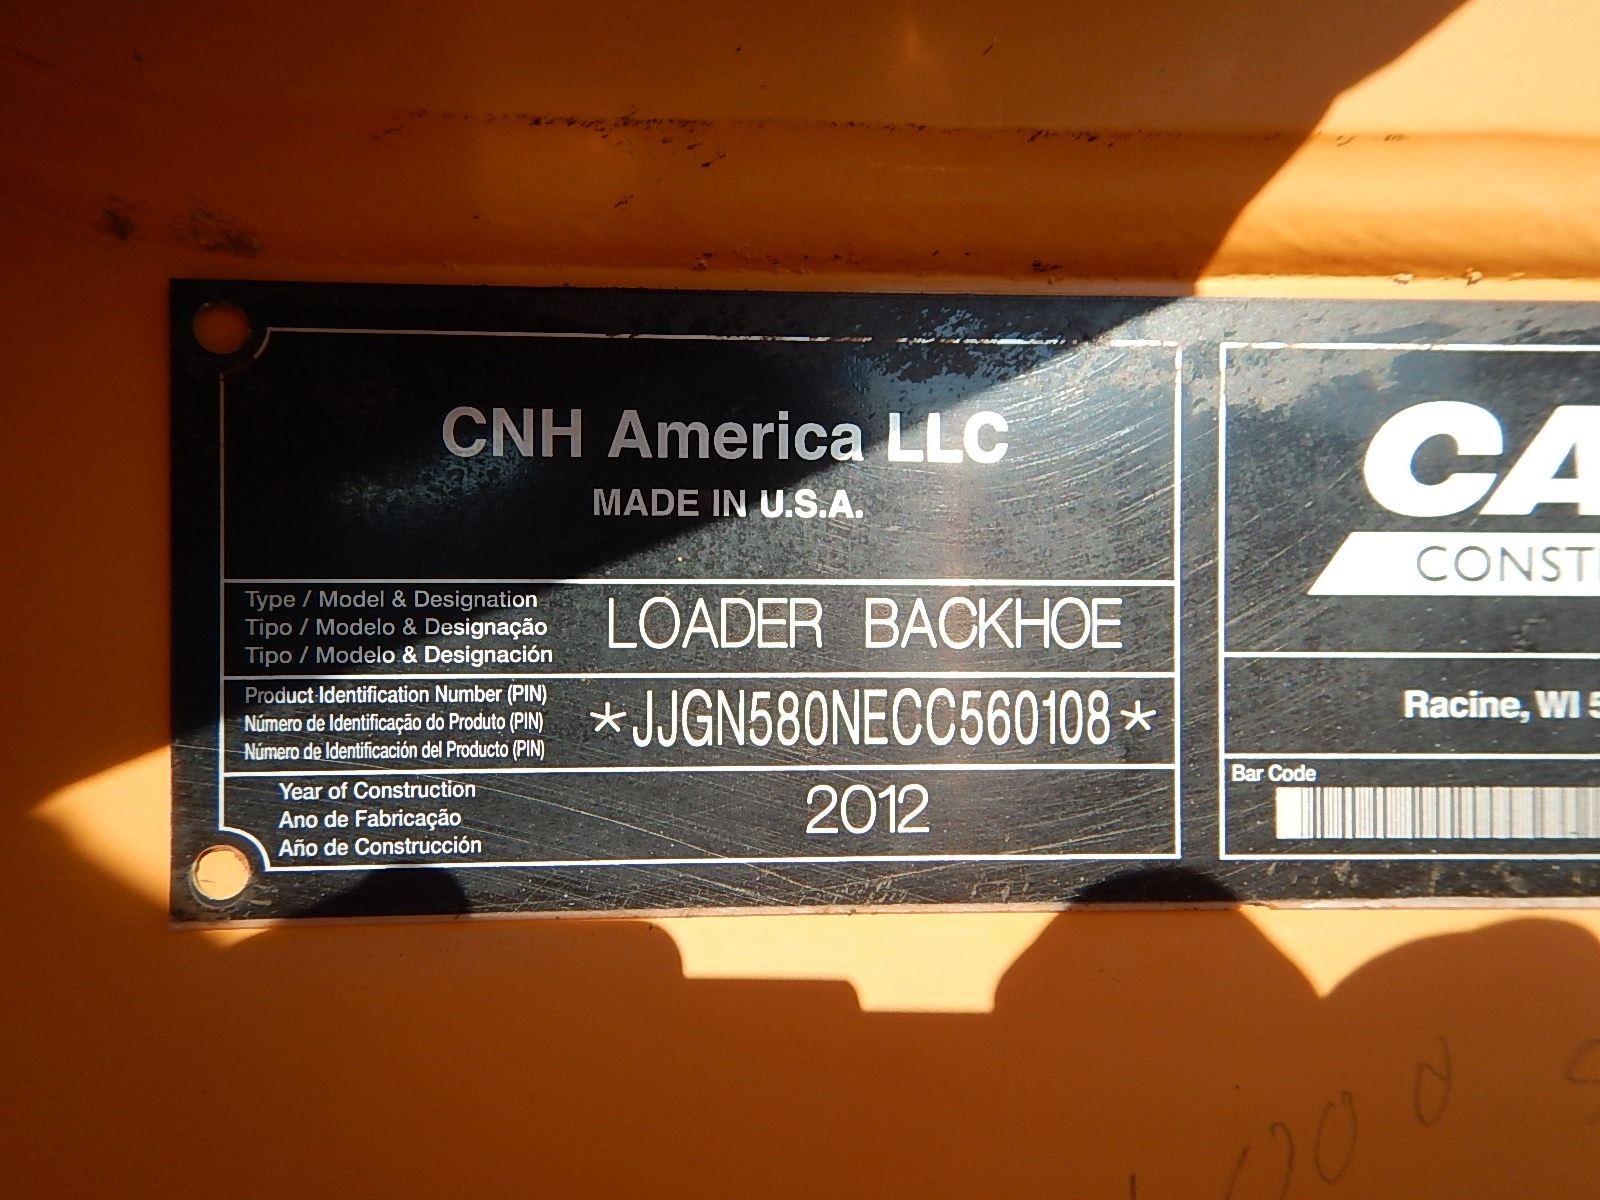 CNH America LLC
MADE IN U.S.A.
Type / Model & Designation
Tipo / Modelo & Designação
Tipo / Modelo & Designación
LOADER BACKHOE
Product Identification Number (PIN)
Número de Identificação do Produto (PIN)
Número de Identificación del Producto (PIN)
*JJGN580NECC560108*
Year of Construction
Ano de Fabricação
Año de Construcción
2012
CA
CONST
Racine, WI 5
Bar Code